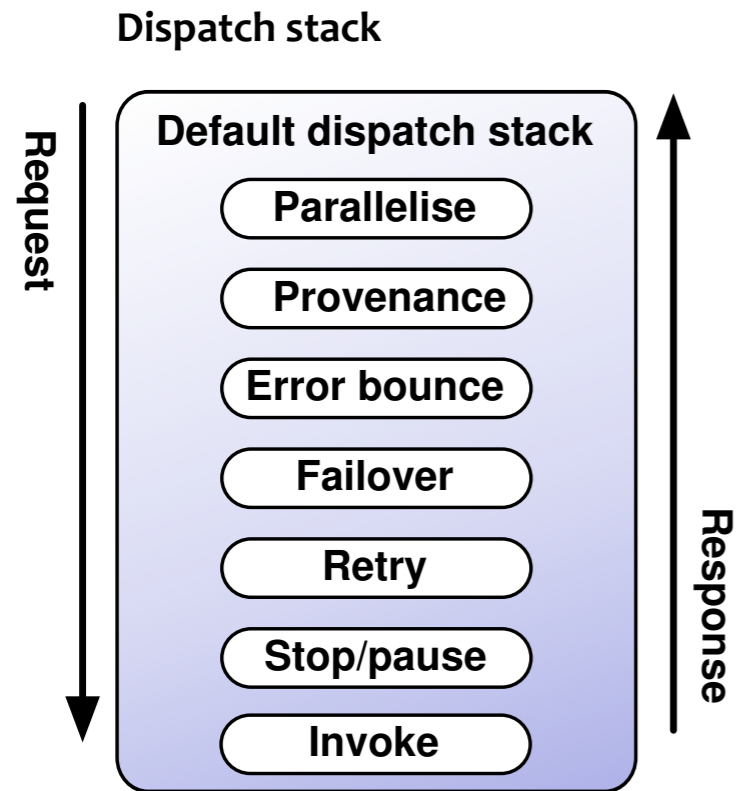 Dispatch stack
Default dispatch stack
Request
Parallelise
Provenance
Error bounce
Failover
Retry
Stop/pause
Invoke
Response